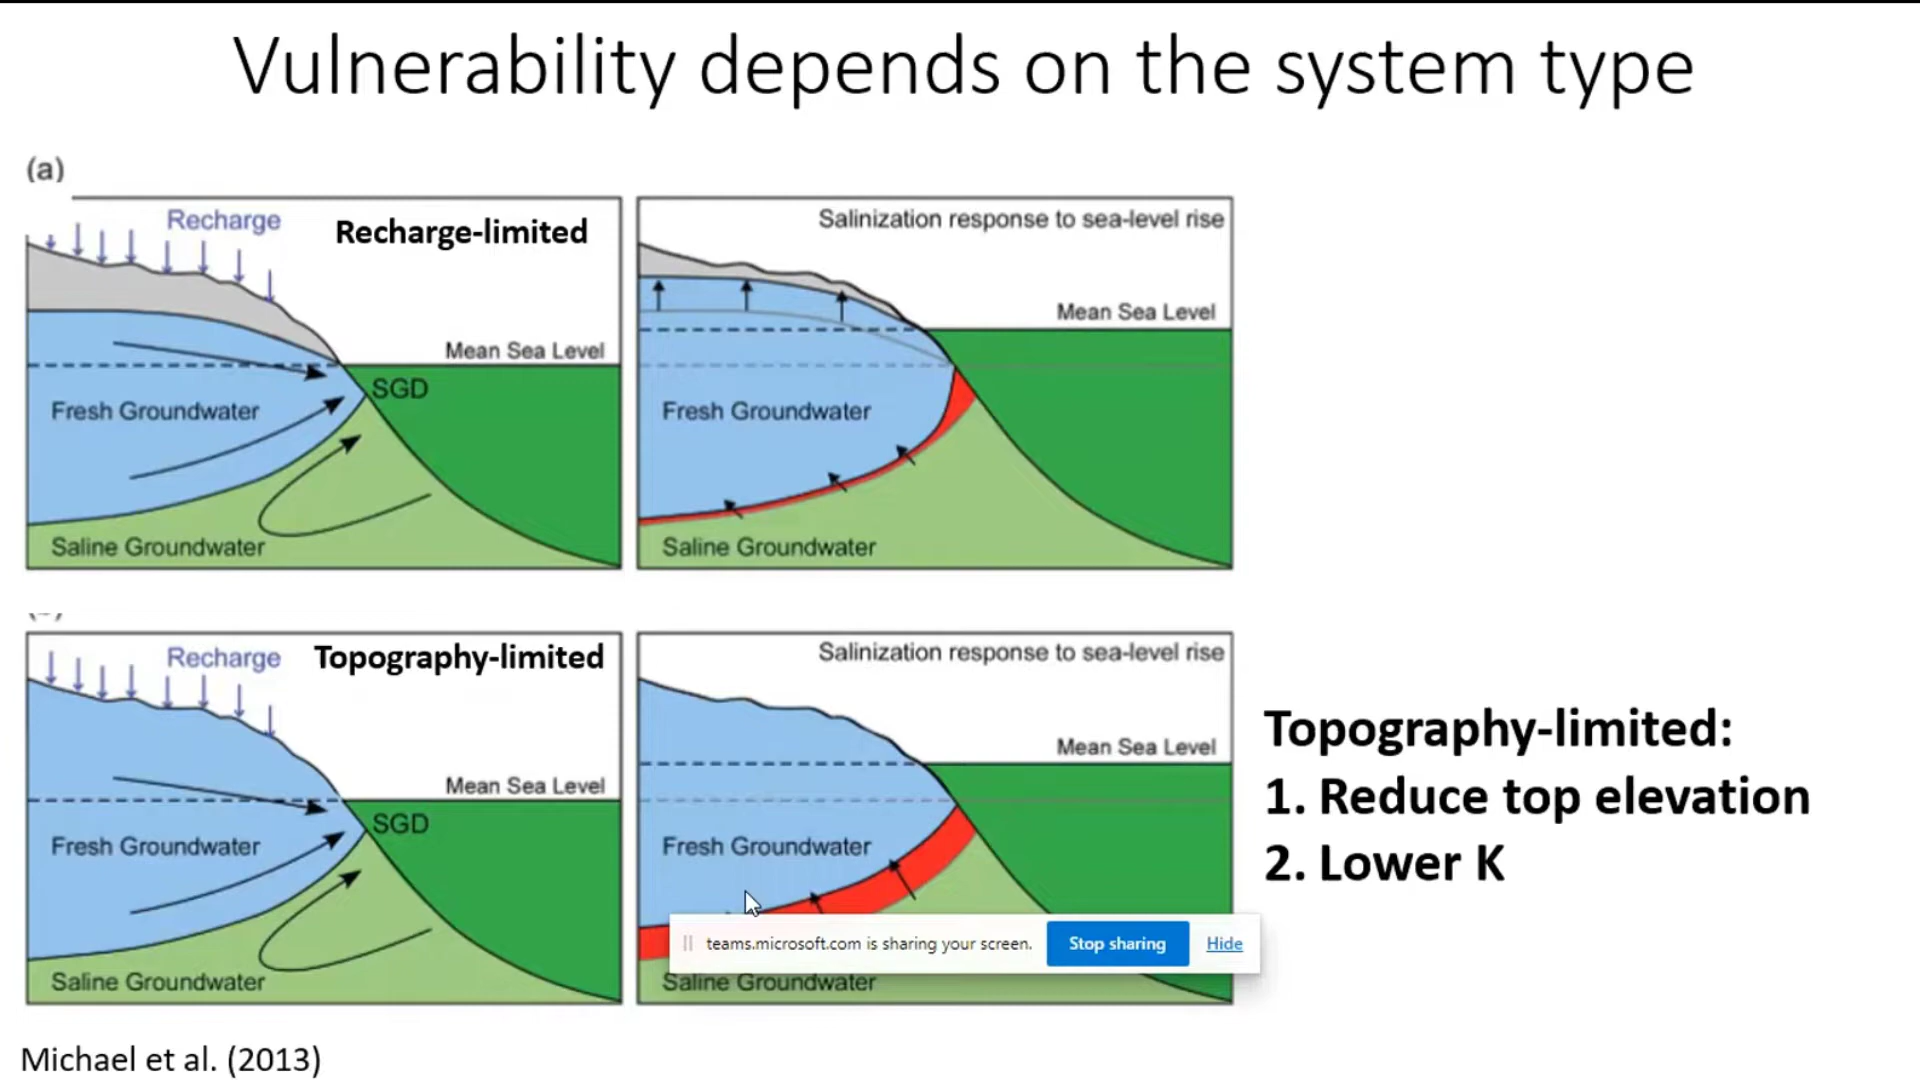 Vulnerability depends on the system type
(a)
Recharge
Recharge-limited
Mean Sea Level
SGD
Fresh Groundwater
Saline Groundwater
Salinization response to sea-level rise
Mean Sea Level
Fresh Groundwater
Saline Groundwater
Recharge
Topography-limited
Mean Sea Level
SGD
Fresh Groundwater
Saline Groundwater
Salinization response to sea-level rise
Mean Sea Level
Fresh Groundwater
teams.microsoft.com is sharing your screen.
Stop sharing
Hide
Saline Groundwater
Topography-limited:
1. Reduce top elevation
2. Lower K
Michael et al. (2013)